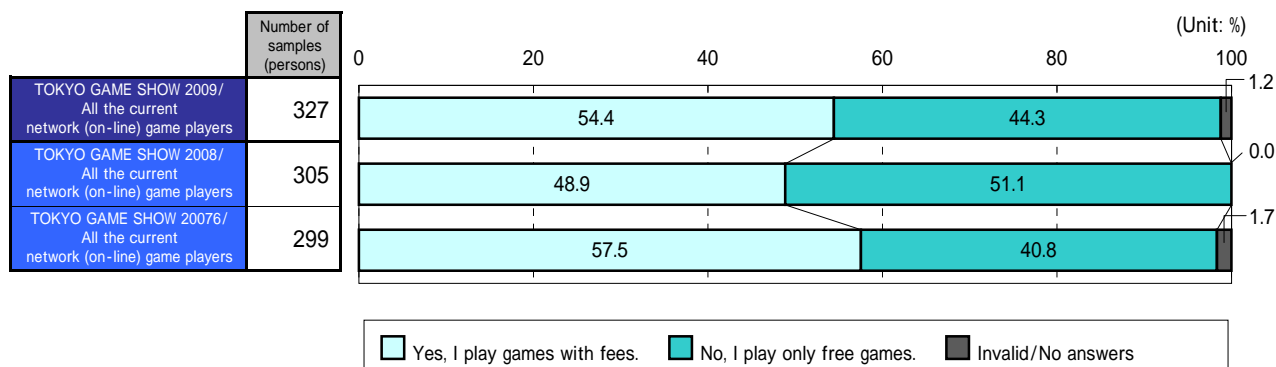 Number of
samples
(persons)
(Unit: %)
0 20 40 60 80 100
TOKYO GAME SHOW 2009/
All the current
network (on-line) game players
327
54.4 44.3 1.2
TOKYO GAME SHOW 2008/
All the current
network (on-line) game players
305
48.9 51.1 0.0
TOKYO GAME SHOW 20076/
All the current
network (on-line) game players
299
57.5 40.8 1.7
Yes, I play games with fees. No, I play only free games. Invalid/No answers